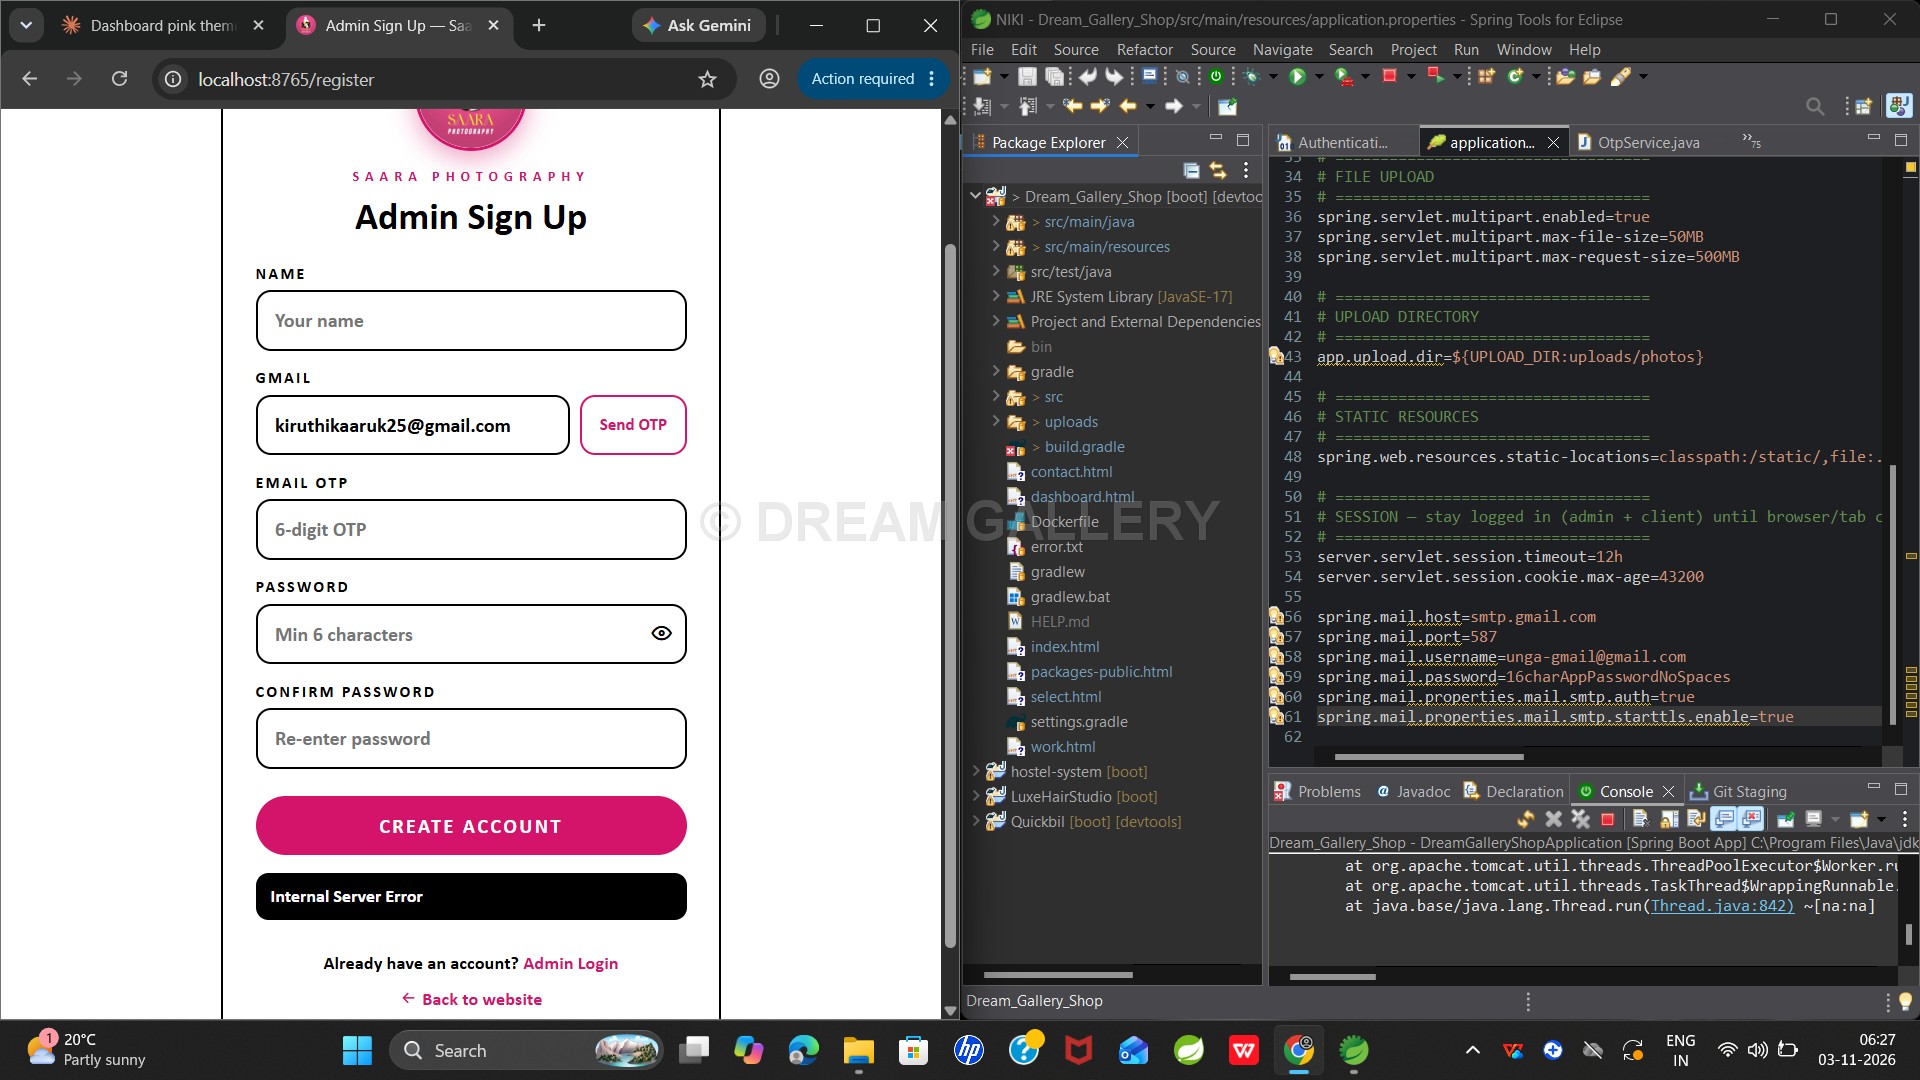 Dashboard pink them
Admin Sign Up — Saa
Ask Gemini
localhost:8765/register
Action required
SAARA
PHOTOGRAPHY
SAARA PHOTOGRAPHY
Admin Sign Up
NAME
Your name
GMAIL
kiruthikaaruk25@gmail.com
Send OTP
EMAIL OTP
6-digit OTP
PASSWORD
Min 6 characters
CONFIRM PASSWORD
Re-enter password
CREATE ACCOUNT
Internal Server Error
Already have an account? Admin Login
← Back to website
© DREAM GALLERY
NIKI - Dream_Gallery_Shop/src/main/resources/application.properties - Spring Tools for Eclipse
File Edit Source Refactor Source Navigate Search Project Run Window Help
Package Explorer
> Dream_Gallery_Shop [boot] [devtoo
> src/main/java
> src/main/resources
src/test/java
JRE System Library [JavaSE-17]
Project and External Dependencies
bin
gradle
> src
> uploads
> build.gradle
contact.html
dashboard.html
Dockerfile
error.txt
gradlew
gradlew.bat
HELP.md
index.html
packages-public.html
select.html
settings.gradle
work.html
hostel-system [boot]
LuxeHairStudio [boot]
Quickbil [boot] [devtools]
Authenticati...
application...
OtpService.java
»75
33 # ===================================
34 # FILE UPLOAD
35 # ===================================
36 spring.servlet.multipart.enabled=true
37 spring.servlet.multipart.max-file-size=50MB
38 spring.servlet.multipart.max-request-size=500MB
39
40 # ===================================
41 # UPLOAD DIRECTORY
42 # ===================================
43 app.upload.dir=${UPLOAD_DIR:uploads/photos}
44
45 # ===================================
46 # STATIC RESOURCES
47 # ===================================
48 spring.web.resources.static-locations=classpath:/static/,file:.
49
50 # ===================================
51 # SESSION — stay logged in (admin + client) until browser/tab c
52 # ===================================
53 server.servlet.session.timeout=12h
54 server.servlet.session.cookie.max-age=43200
55
56 spring.mail.host=smtp.gmail.com
57 spring.mail.port=587
58 spring.mail.username=unga-gmail@gmail.com
59 spring.mail.password=16charAppPasswordNoSpaces
60 spring.mail.properties.mail.smtp.auth=true
61 spring.mail.properties.mail.smtp.starttls.enable=true
62
Problems
Javadoc
Declaration
Console
Git Staging
Dream_Gallery_Shop - DreamGalleryShopApplication [Spring Boot App] C:\Program Files\Java\jdk
at org.apache.tomcat.util.threads.ThreadPoolExecutor$Worker.ru
at org.apache.tomcat.util.threads.TaskThread$WrappingRunnable.
at java.base/java.lang.Thread.run(Thread.java:842) ~[na:na]
Dream_Gallery_Shop
1
20°C
Partly sunny
Search
ENG
IN
06:27
03-11-2026